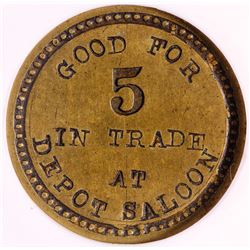 GOOD FOR
5
IN TRADE
AT
DEPOT SALOON